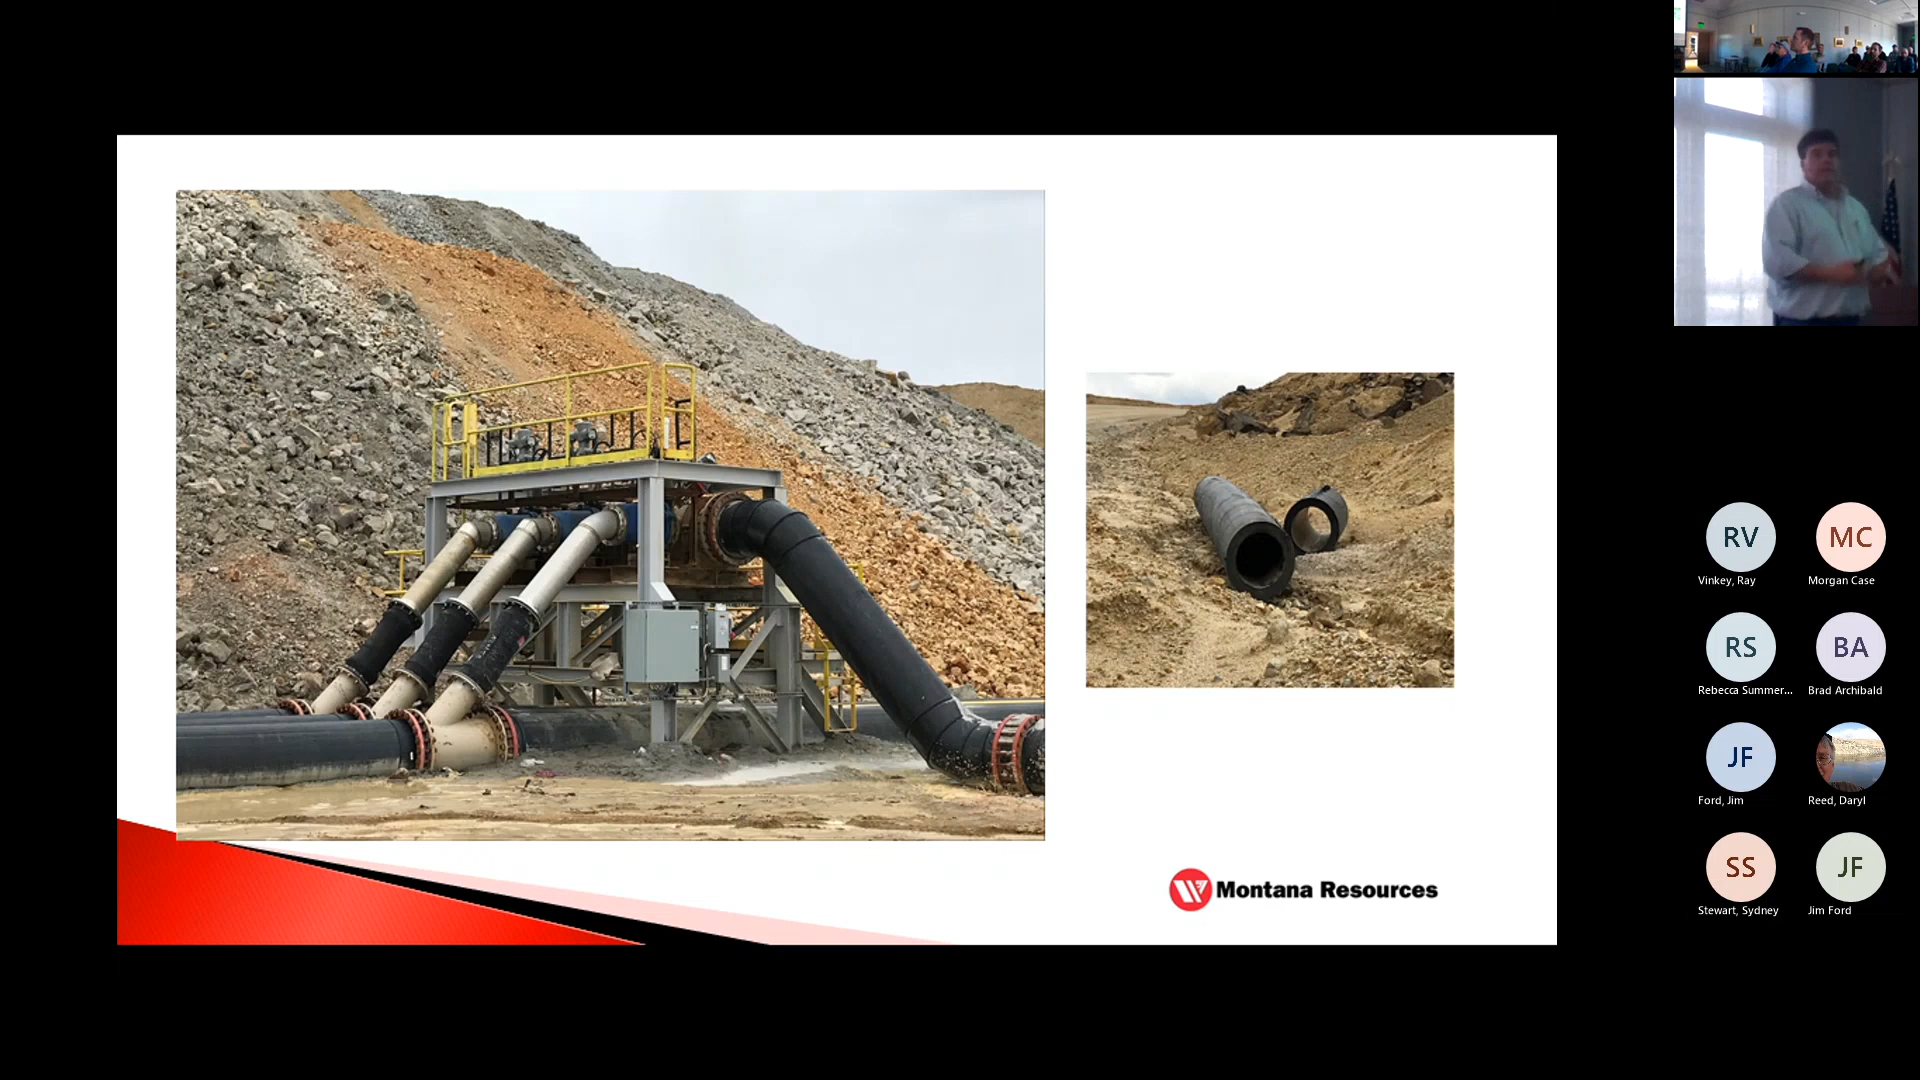 Montana Resources
RV
MC
Vinkey, Ray
Morgan Case
RS
BA
Rebecca Summer...
Brad Archibald
JF
Ford, Jim
Reed, Daryl
SS
JF
Stewart, Sydney
Jim Ford